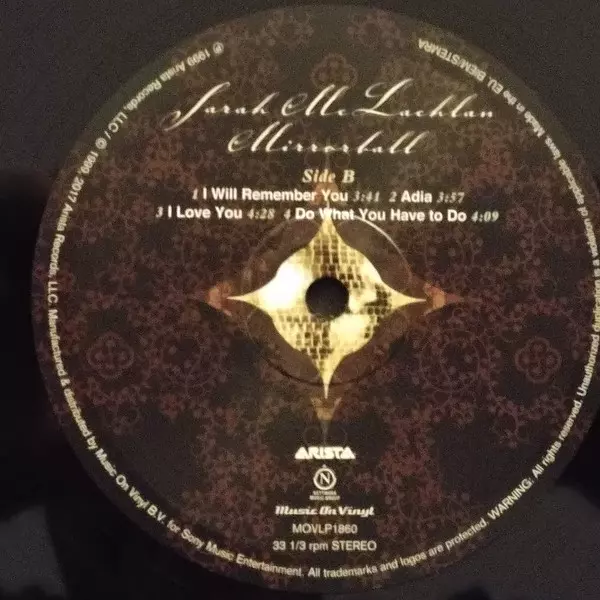 Sarah McLachlan
Mirrorball
Side B
1 I Will Remember You 3:41 2 Adia 3:57
3 I Love You 4:28 4 Do What You Have to Do 4:09
ARISTA
N
NETTWERK
MUSIC GROUP
Music On Vinyl
MOVLP1860
33 1/3 rpm STEREO
℗ 1999 Arista Records, LLC / © 1999, 2017 Arista Records, LLC. Manufactured & distributed by Music On Vinyl B.V. for Sony Music Entertainment. All trademarks and logos are protected. WARNING: All rights reserved. Unauthorized duplication is a violation of applicable laws. Made in the EU. BIEM/STEMRA